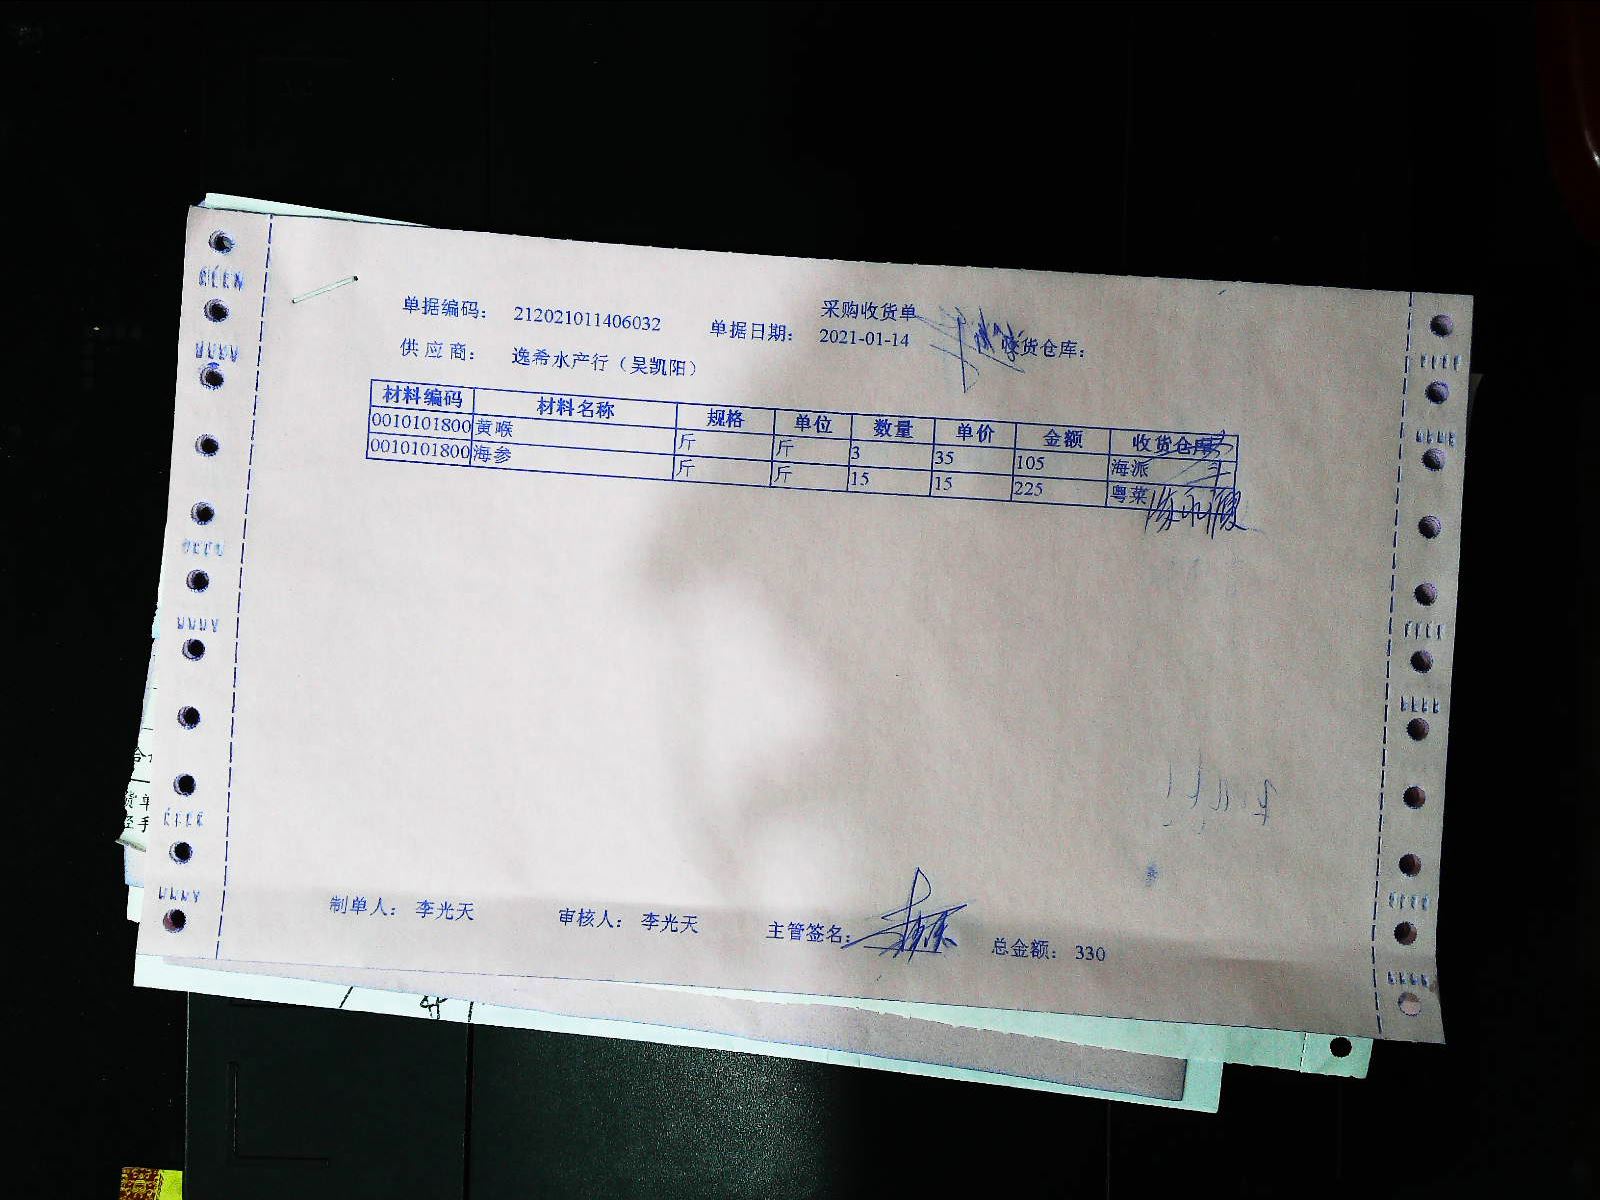 采购收货单
单据编码： 212021011406032 单据日期： 2021-01-14 收货仓库：
供应商： 逸希水产行（吴凯阳）
材料编码 材料名称 规格 单位 数量 单价 金额 收货仓库
0010101800 黄喉 斤 斤 3 35 105 海派
0010101800 海参 斤 斤 15 15 225 粤菜
制单人： 李光天 审核人： 李光天 主管签名： 总金额： 330